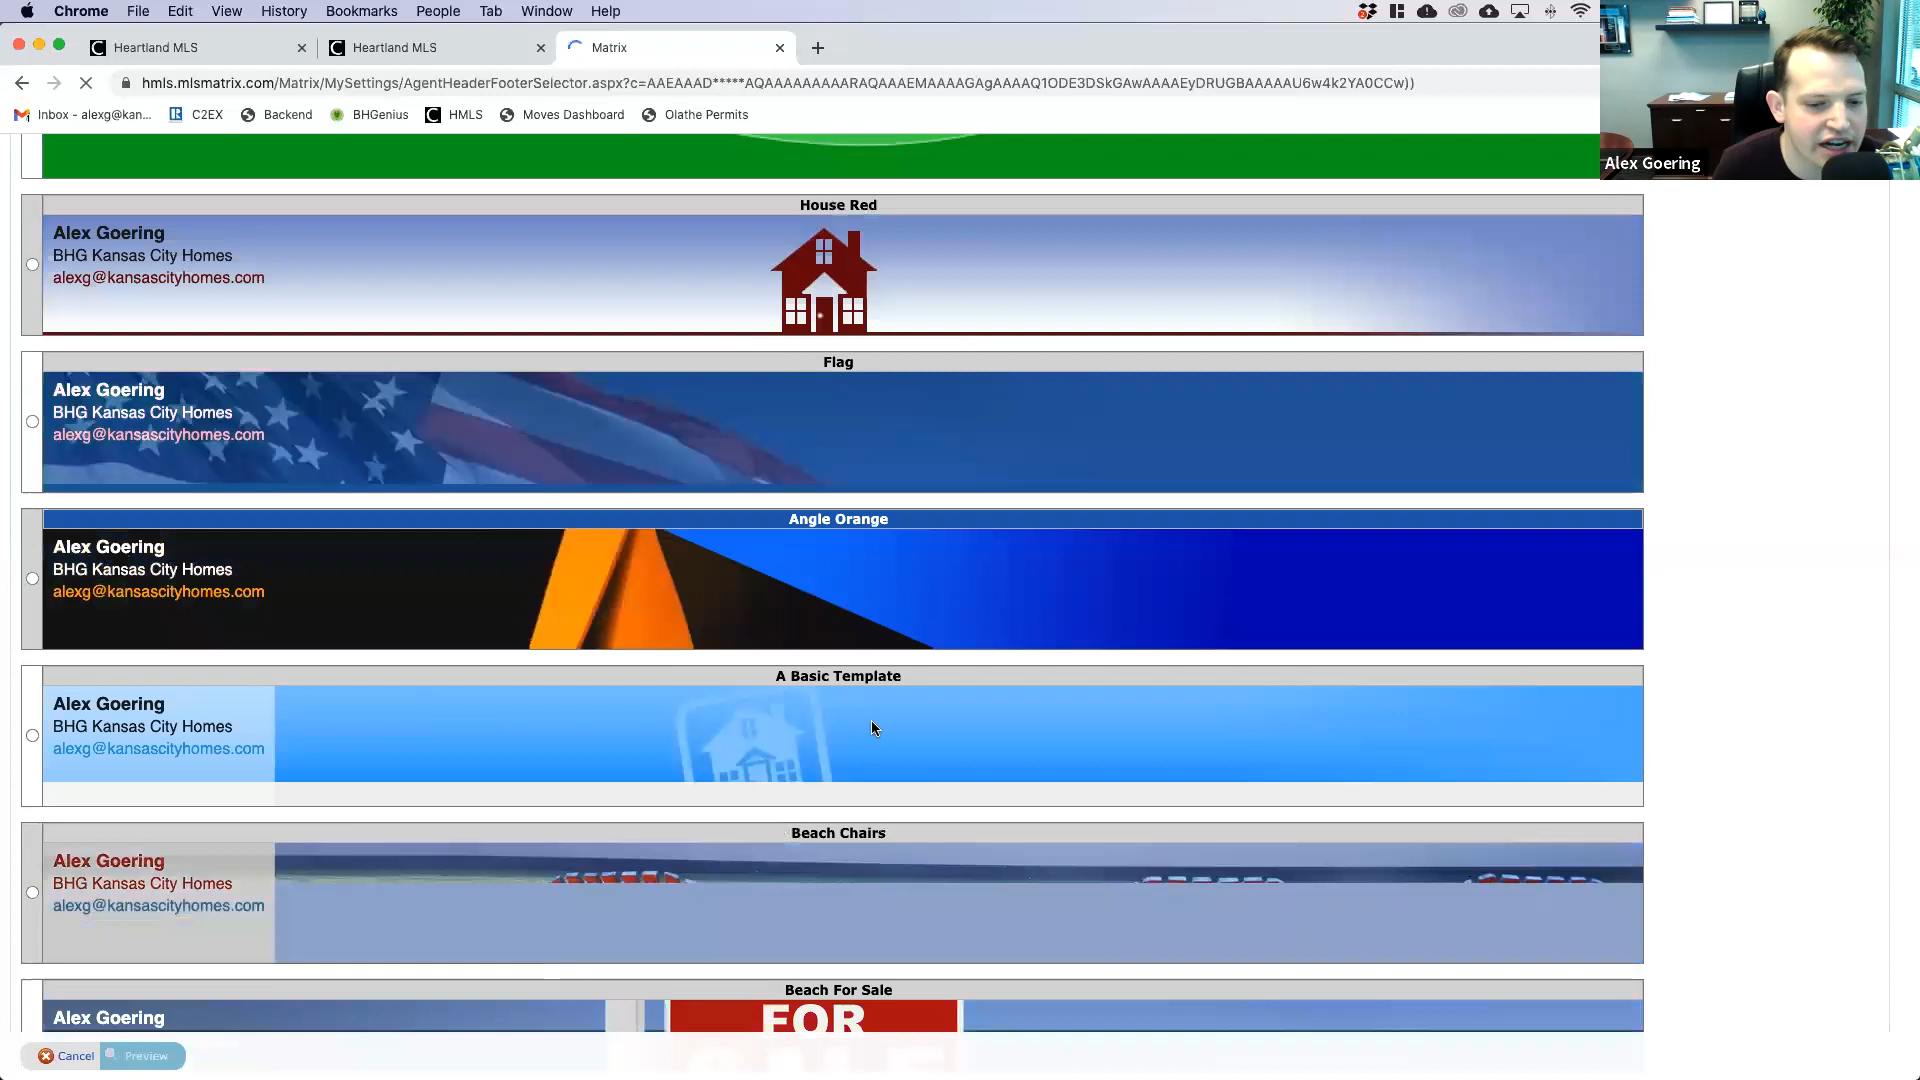 Chrome File Edit View History Bookmarks People Tab Window Help
Heartland MLS
Heartland MLS
Matrix
hmls.mlsmatrix.com/Matrix/MySettings/AgentHeaderFooterSelector.aspx?c=AAEAAAD*****AQAAAAAAAAARAQAAAEMAAAAGAgAAAAQ1ODE3DSkGAwAAAAEyDRUGBAAAAAU6w4k2YA0CCw))
Inbox - alexg@kan...
C2EX
Backend
BHGenius
HMLS
Moves Dashboard
Olathe Permits
Alex Goering
House Red
Alex Goering
BHG Kansas City Homes
alexg@kansascityhomes.com
Flag
Alex Goering
BHG Kansas City Homes
alexg@kansascityhomes.com
Angle Orange
Alex Goering
BHG Kansas City Homes
alexg@kansascityhomes.com
A Basic Template
Alex Goering
BHG Kansas City Homes
alexg@kansascityhomes.com
Beach Chairs
Alex Goering
BHG Kansas City Homes
alexg@kansascityhomes.com
Beach For Sale
Alex Goering
FOR
SALE
Cancel
Preview